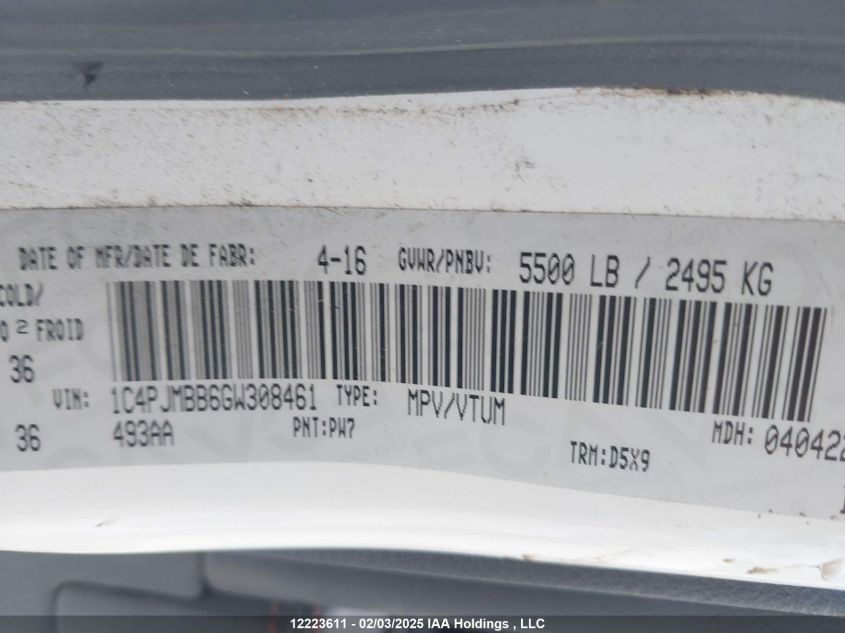 DATE OF MFR/DATE DE FABR: 4-16 GVWR/PNBV: 5500 LB / 2495 KG
COLD/
O 2 FROID
36
VIN: 1C4PJMBB6GW308461 TYPE: MPV/VTUM MDH: 040422
36 493AA PNT:PW7 TRM:D5X9
12223611 - 02/03/2025 IAA Holdings , LLC